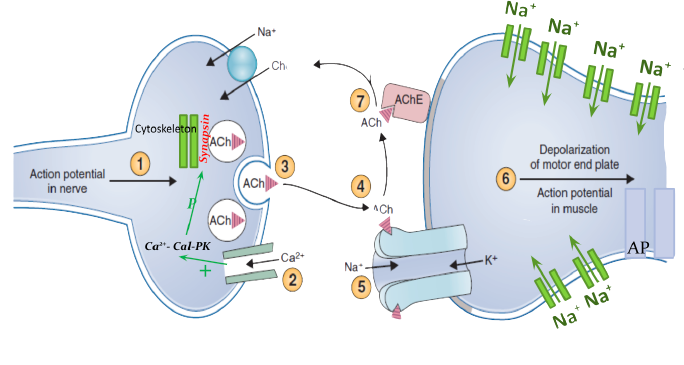 Na⁺
Na⁺
Na⁺
Na⁺
Na⁺
Ch
7
AChE
ACh
Cytoskeleton
Synapsin
ACh
1
3
ACh
4
Ch
6
Depolarization
of motor end plate
Action potential
in muscle
Action potential
in nerve
P
ACh
Ca²⁺- Cal-PK
+
Ca²⁺
2
Na⁺
K⁺
5
AP
Na⁺
Na⁺